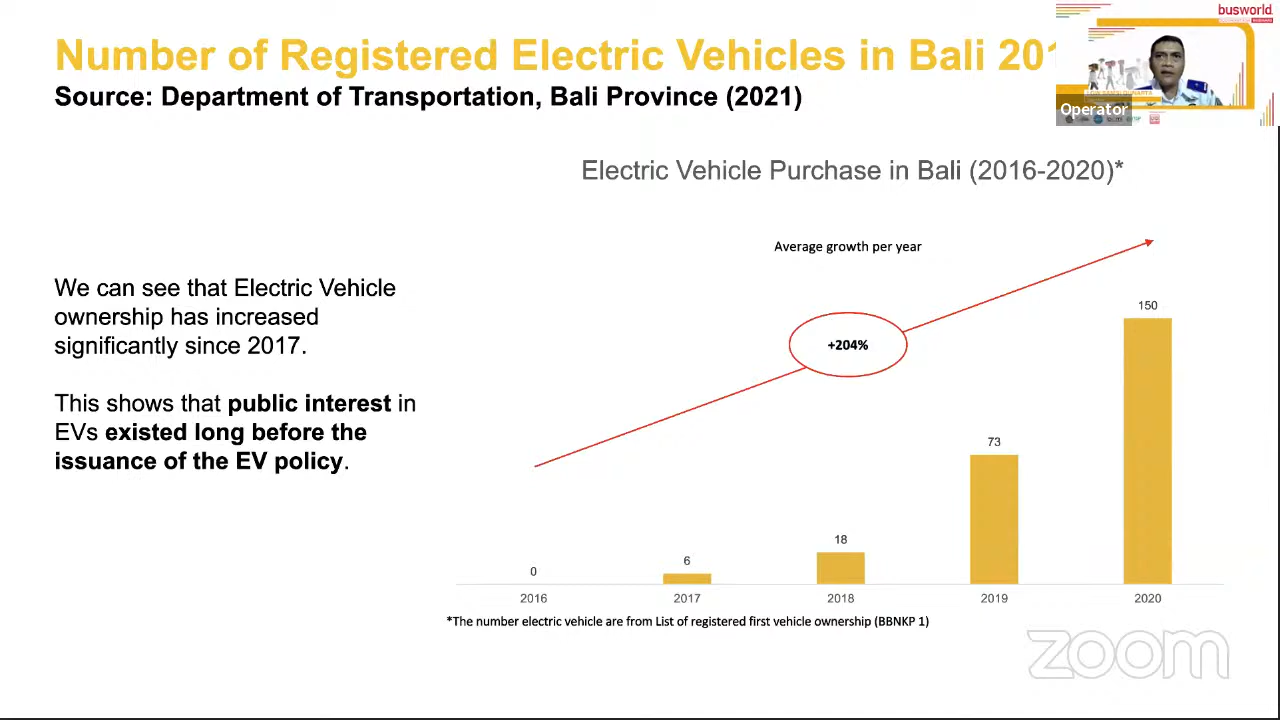 Number of Registered Electric Vehicles in Bali
Source: Department of Transportation, Bali Province (2021)
busworld
Operator
Electric Vehicle Purchase in Bali (2016-2020)*
Average growth per year
We can see that Electric Vehicle
ownership has increased
significantly since 2017.
This shows that public interest in
EVs existed long before the
issuance of the EV policy.
+204%
150
73
18
6
0
2016 2017 2018 2019 2020
*The number electric vehicle are from List of registered first vehicle ownership (BBNKP 1)
zoom